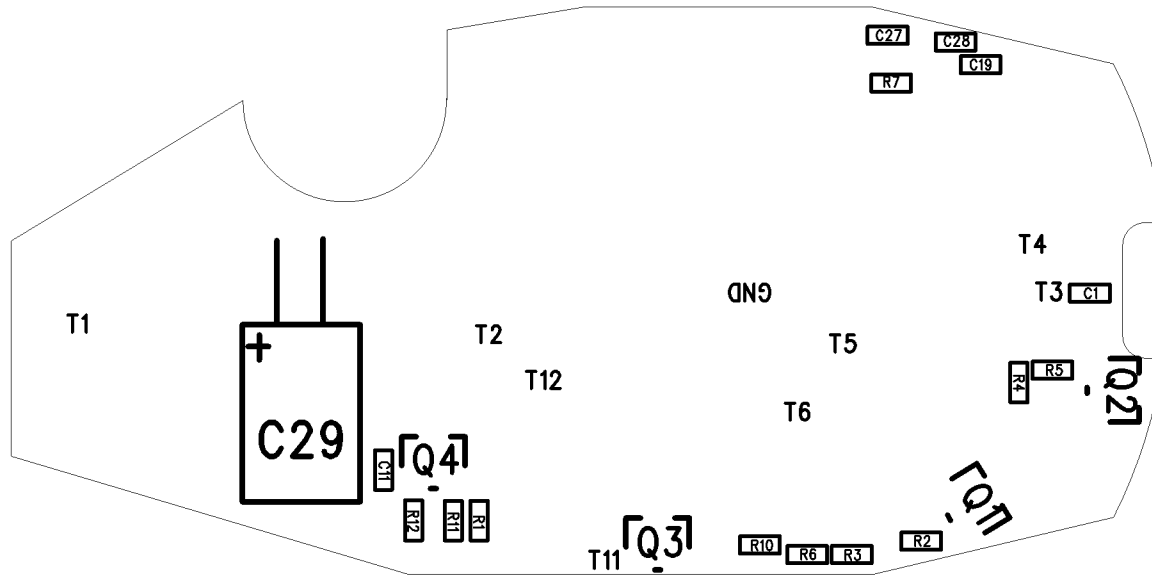 C27
C28
C19
R7
T4
GND
T3
C1
T1
T2
T5
R5
Q2
T12
R4
T6
+
C29
Q4
C11
Q1
R12
R11
R1
Q3
R10
R2
R6
R3
T11